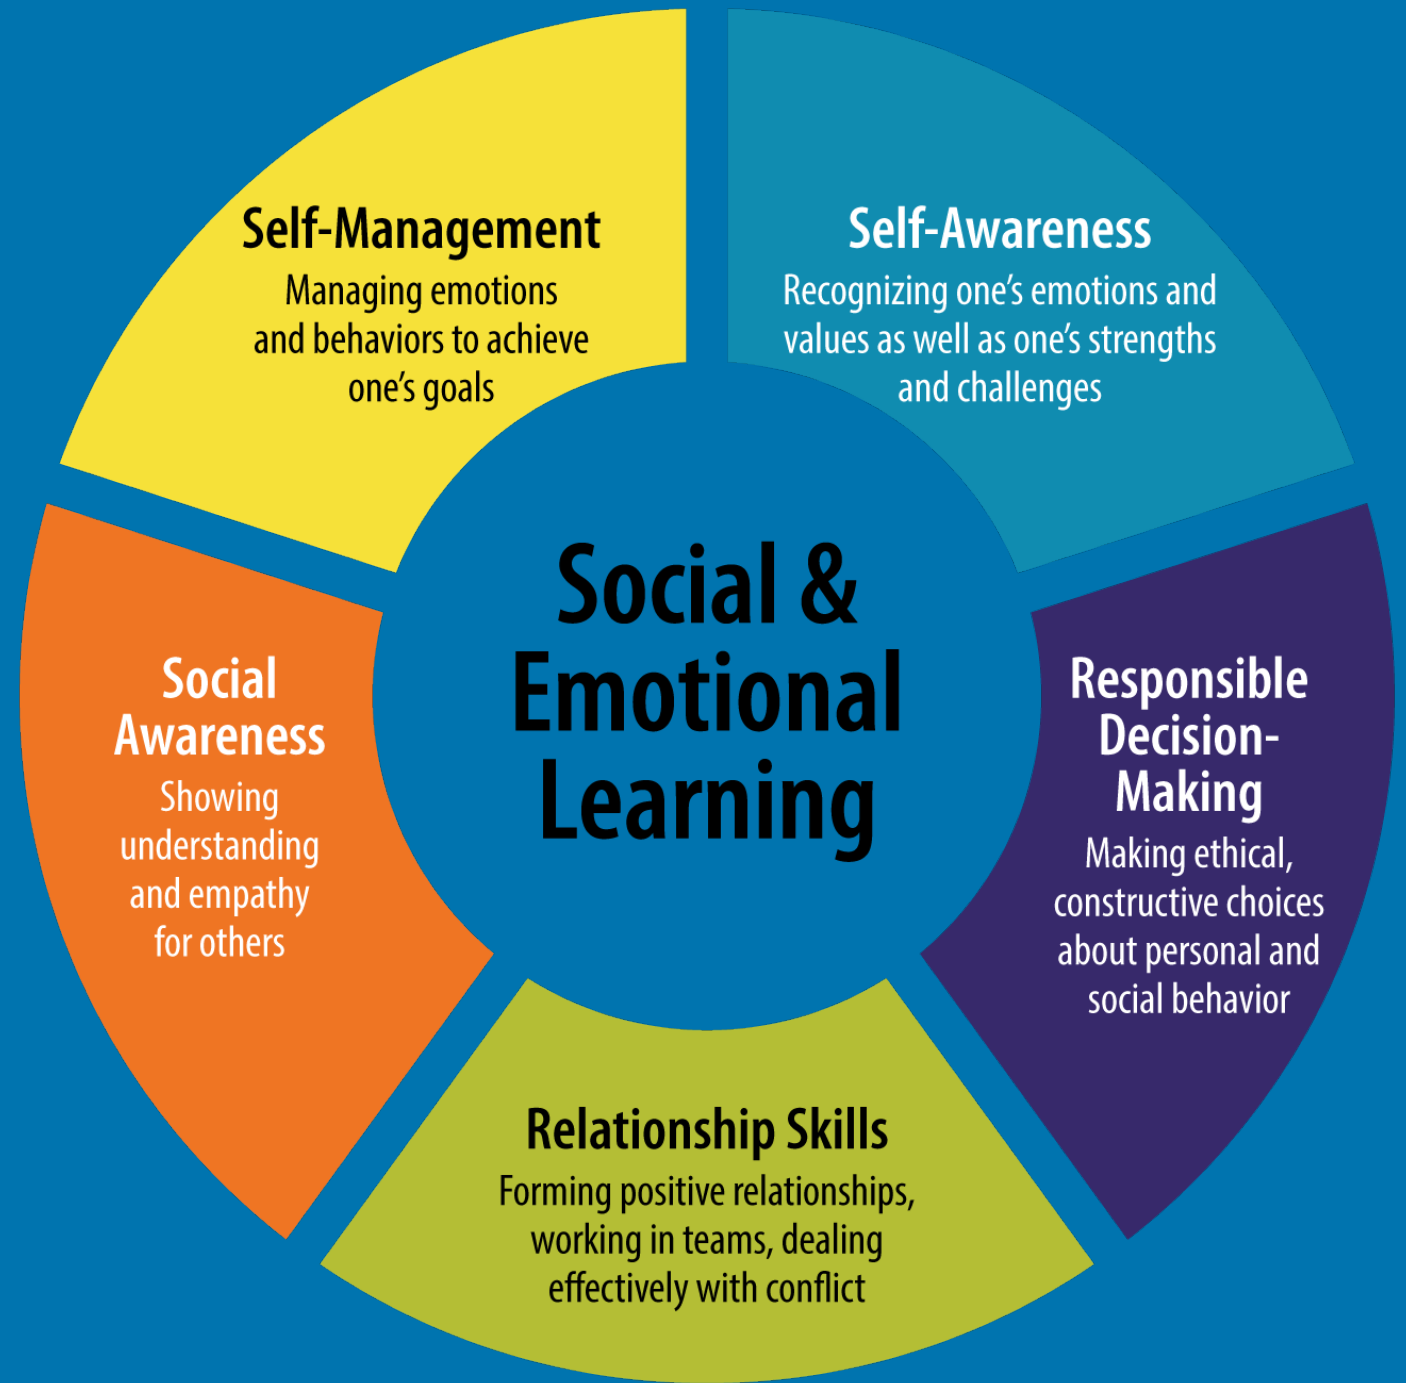 Self-Management
Managing emotions
and behaviors to achieve
one's goals
Self-Awareness
Recognizing one's emotions and
values as well as one's strengths
and challenges
Social &
Emotional
Learning
Social
Awareness
Showing
understanding
and empathy
for others
Responsible
Decision-
Making
Making ethical,
constructive choices
about personal and
social behavior
Relationship Skills
Forming positive relationships,
working in teams, dealing
effectively with conflict